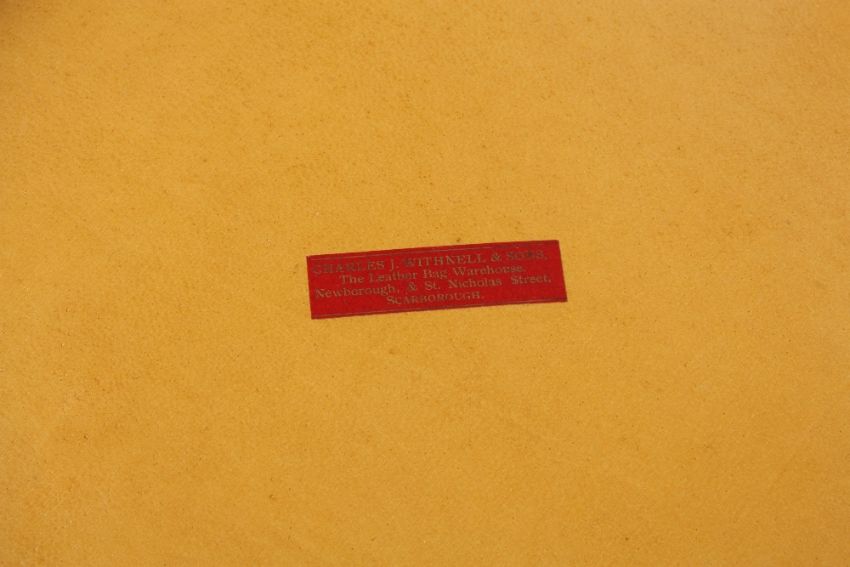 CHARLES J. WITHNELL & SONS,
The Leather Bag Warehouse,
Newborough, & St. Nicholas Street,
SCARBOROUGH.